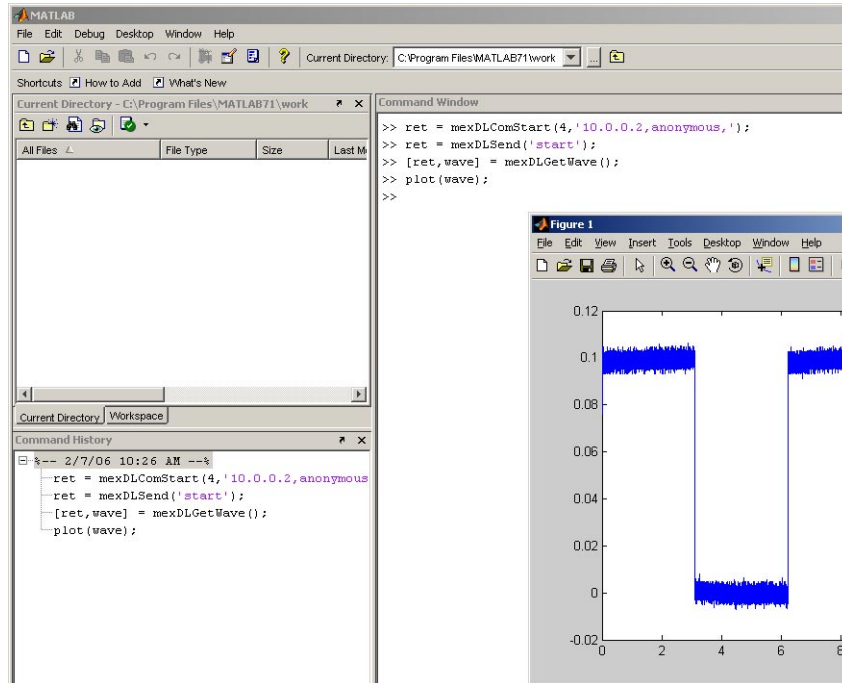 MATLAB
File Edit Debug Desktop Window Help
Current Directory: C:\Program Files\MATLAB71\work
Shortcuts How to Add What's New
Current Directory - C:\Program Files\MATLAB71\work
All Files File Type Size Last M
Current Directory Workspace
Command History
%-- 2/7/06 10:26 AM --%
ret = mexDLComStart(4,'10.0.0.2,anonymous
ret = mexDLSend('start');
[ret,wave] = mexDLGetWave();
plot(wave);
Command Window
>> ret = mexDLComStart(4,'10.0.0.2,anonymous,');
>> ret = mexDLSend('start');
>> [ret,wave] = mexDLGetWave();
>> plot(wave);
>>
Figure 1
File Edit View Insert Tools Desktop Window Help
0.12
0.1
0.08
0.06
0.04
0.02
0
-0.02
0 2 4 6 8